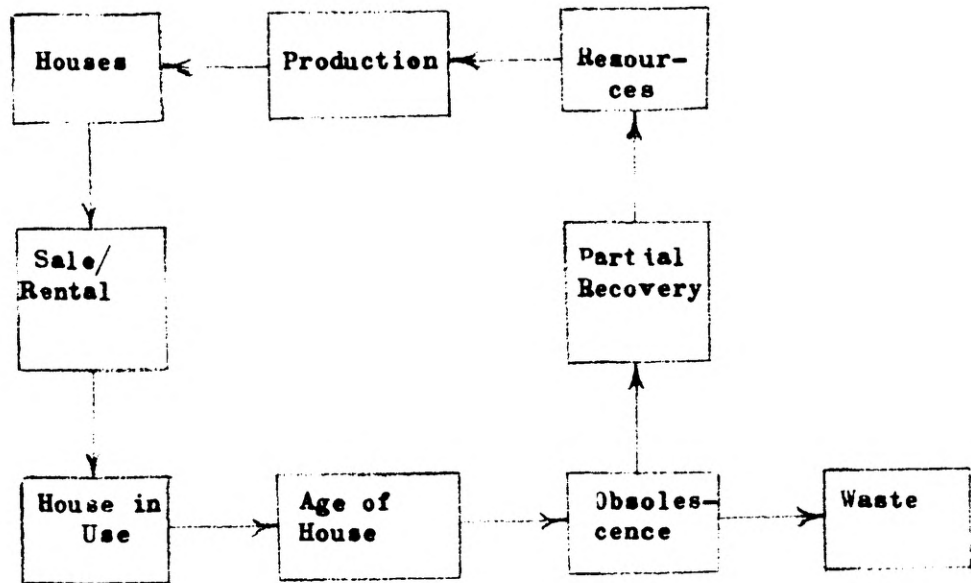 Houses
Production
Resour-
ces
Sale/
Rental
Partial
Recovery
House in
Use
Age of
House
Obsoles-
cence
Waste